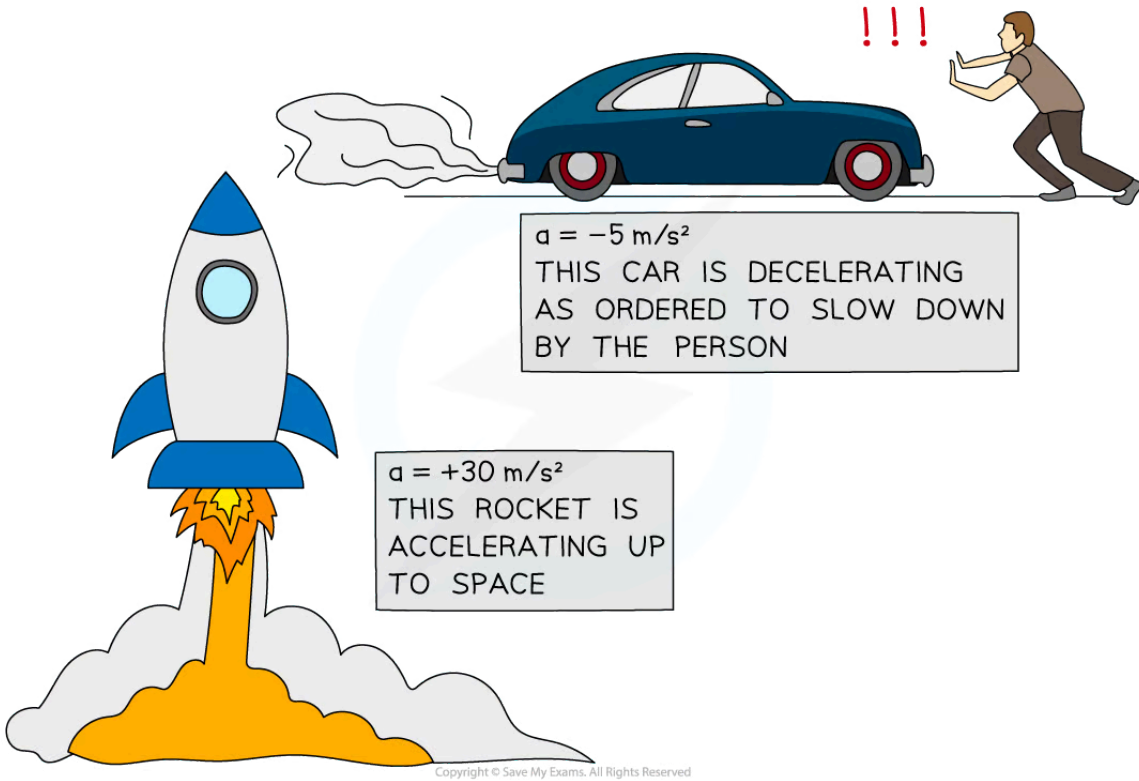 !!!
a = −5 m/s²
THIS CAR IS DECELERATING
AS ORDERED TO SLOW DOWN
BY THE PERSON
a = +30 m/s²
THIS ROCKET IS
ACCELERATING UP
TO SPACE
Copyright © Save My Exams. All Rights Reserved